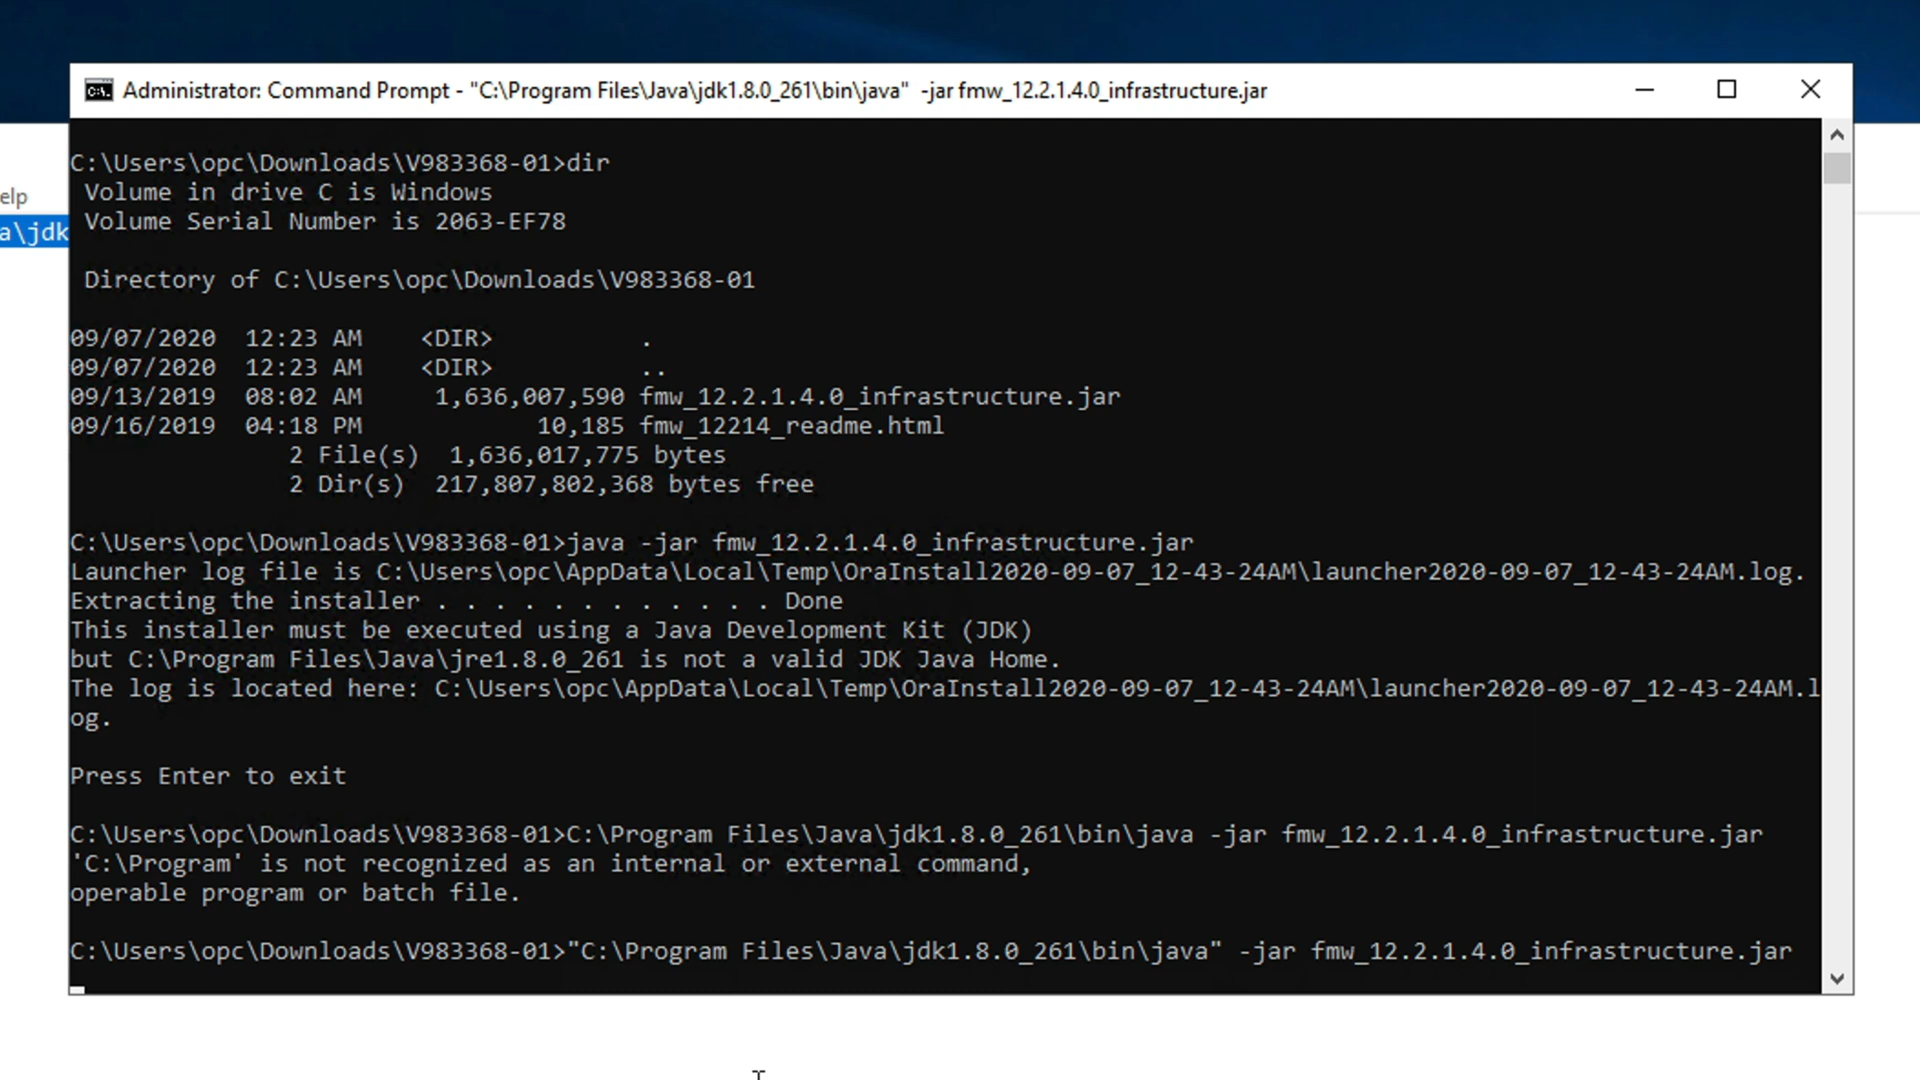 Administrator: Command Prompt - "C:\Program Files\Java\jdk1.8.0_261\bin\java"  -jar fmw_12.2.1.4.0_infrastructure.jar
elp
a\jdk
C:\Users\opc\Downloads\V983368-01>dir
 Volume in drive C is Windows
 Volume Serial Number is 2063-EF78
 Directory of C:\Users\opc\Downloads\V983368-01
09/07/2020  12:23 AM    <DIR>          .
09/07/2020  12:23 AM    <DIR>          ..
09/13/2019  08:02 AM     1,636,007,590 fmw_12.2.1.4.0_infrastructure.jar
09/16/2019  04:18 PM            10,185 fmw_12214_readme.html
               2 File(s)  1,636,017,775 bytes
               2 Dir(s)  217,807,802,368 bytes free
C:\Users\opc\Downloads\V983368-01>java -jar fmw_12.2.1.4.0_infrastructure.jar
Launcher log file is C:\Users\opc\AppData\Local\Temp\OraInstall2020-09-07_12-43-24AM\launcher2020-09-07_12-43-24AM.log.
Extracting the installer . . . . . . . . . . . . Done
This installer must be executed using a Java Development Kit (JDK)
but C:\Program Files\Java\jre1.8.0_261 is not a valid JDK Java Home.
The log is located here: C:\Users\opc\AppData\Local\Temp\OraInstall2020-09-07_12-43-24AM\launcher2020-09-07_12-43-24AM.l
og.
Press Enter to exit
C:\Users\opc\Downloads\V983368-01>C:\Program Files\Java\jdk1.8.0_261\bin\java -jar fmw_12.2.1.4.0_infrastructure.jar
'C:\Program' is not recognized as an internal or external command,
operable program or batch file.
C:\Users\opc\Downloads\V983368-01>"C:\Program Files\Java\jdk1.8.0_261\bin\java" -jar fmw_12.2.1.4.0_infrastructure.jar